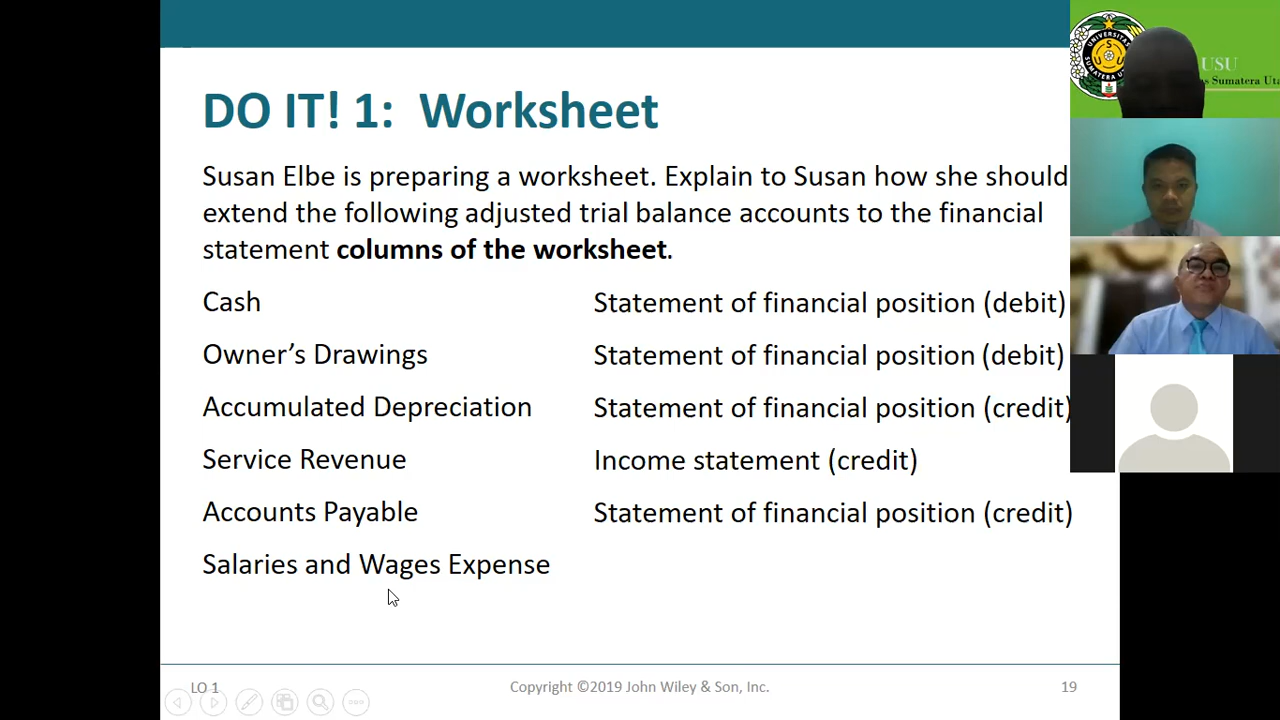 DO IT! 1: Worksheet
Susan Elbe is preparing a worksheet. Explain to Susan how she should
extend the following adjusted trial balance accounts to the financial
statement columns of the worksheet.
Cash Statement of financial position (debit)
Owner’s Drawings Statement of financial position (debit)
Accumulated Depreciation Statement of financial position (credit)
Service Revenue Income statement (credit)
Accounts Payable Statement of financial position (credit)
Salaries and Wages Expense
LO 1 Copyright ©2019 John Wiley & Son, Inc. 19
UNIVERSITAS
USU
Sumatera Uta